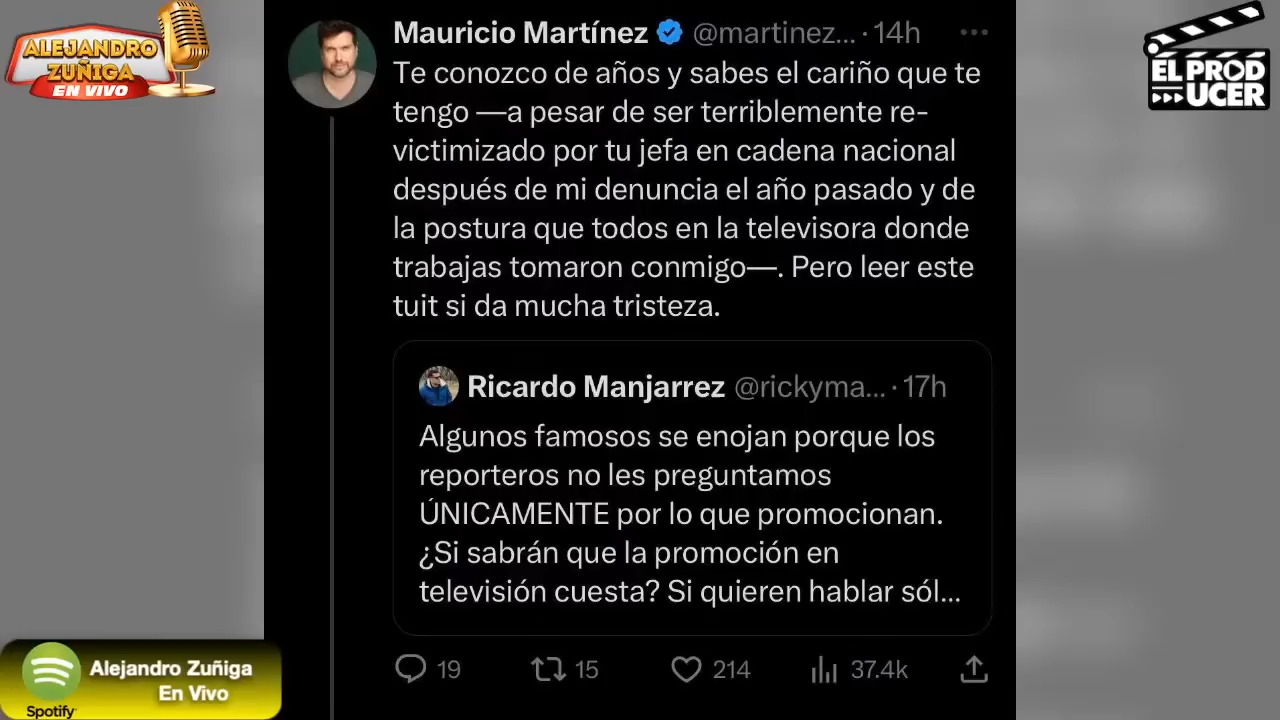 ALEJANDRO
ZUÑIGA
EN VIVO
EL PROD
UCER
Mauricio Martínez @martinez... · 14h
Te conozco de años y sabes el cariño que te
tengo —a pesar de ser terriblemente re-
victimizado por tu jefa en cadena nacional
después de mi denuncia el año pasado y de
la postura que todos en la televisora donde
trabajas tomaron conmigo—. Pero leer este
tuit si da mucha tristeza.
Ricardo Manjarrez @rickyma... · 17h
Algunos famosos se enojan porque los
reporteros no les preguntamos
ÚNICAMENTE por lo que promocionan.
¿Si sabrán que la promoción en
televisión cuesta? Si quieren hablar sól...
19 15 214 37.4k
Alejandro Zuñiga
En Vivo
Spotify